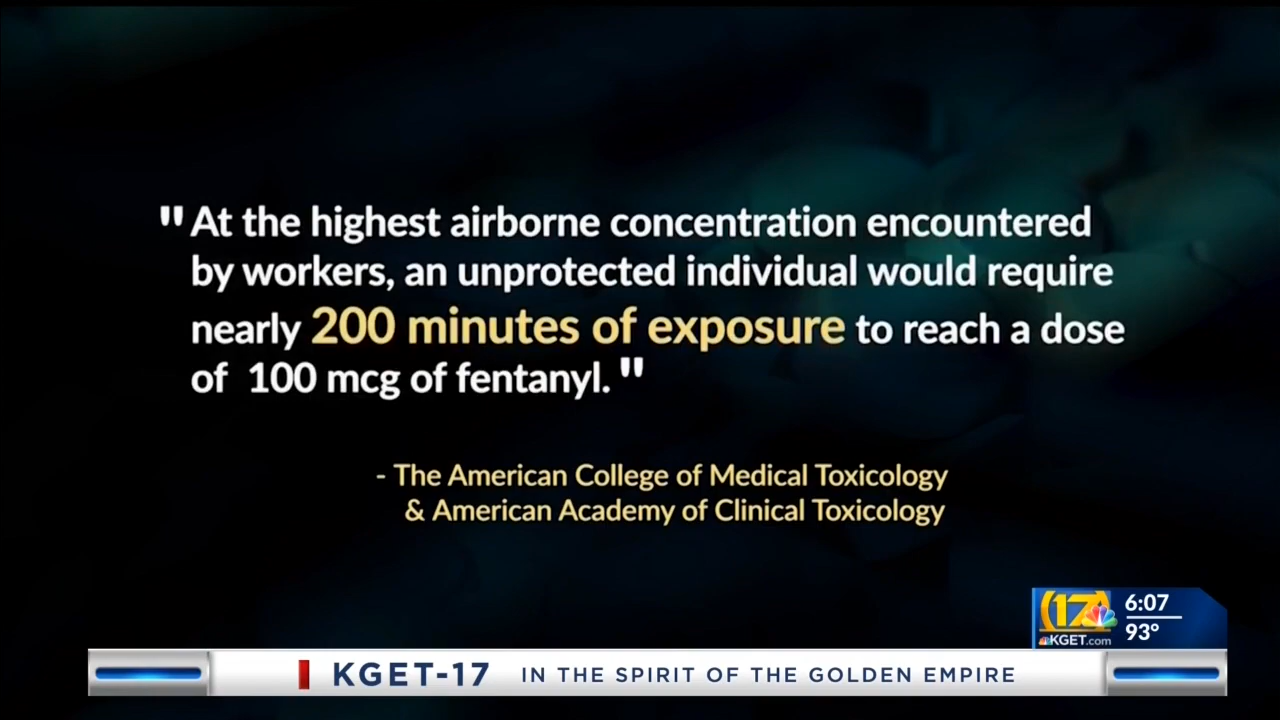 "At the highest airborne concentration encountered
by workers, an unprotected individual would require
nearly 200 minutes of exposure to reach a dose
of 100 mcg of fentanyl."
- The American College of Medical Toxicology
& American Academy of Clinical Toxicology
17
KGET.com
6:07
93°
KGET-17 IN THE SPIRIT OF THE GOLDEN EMPIRE